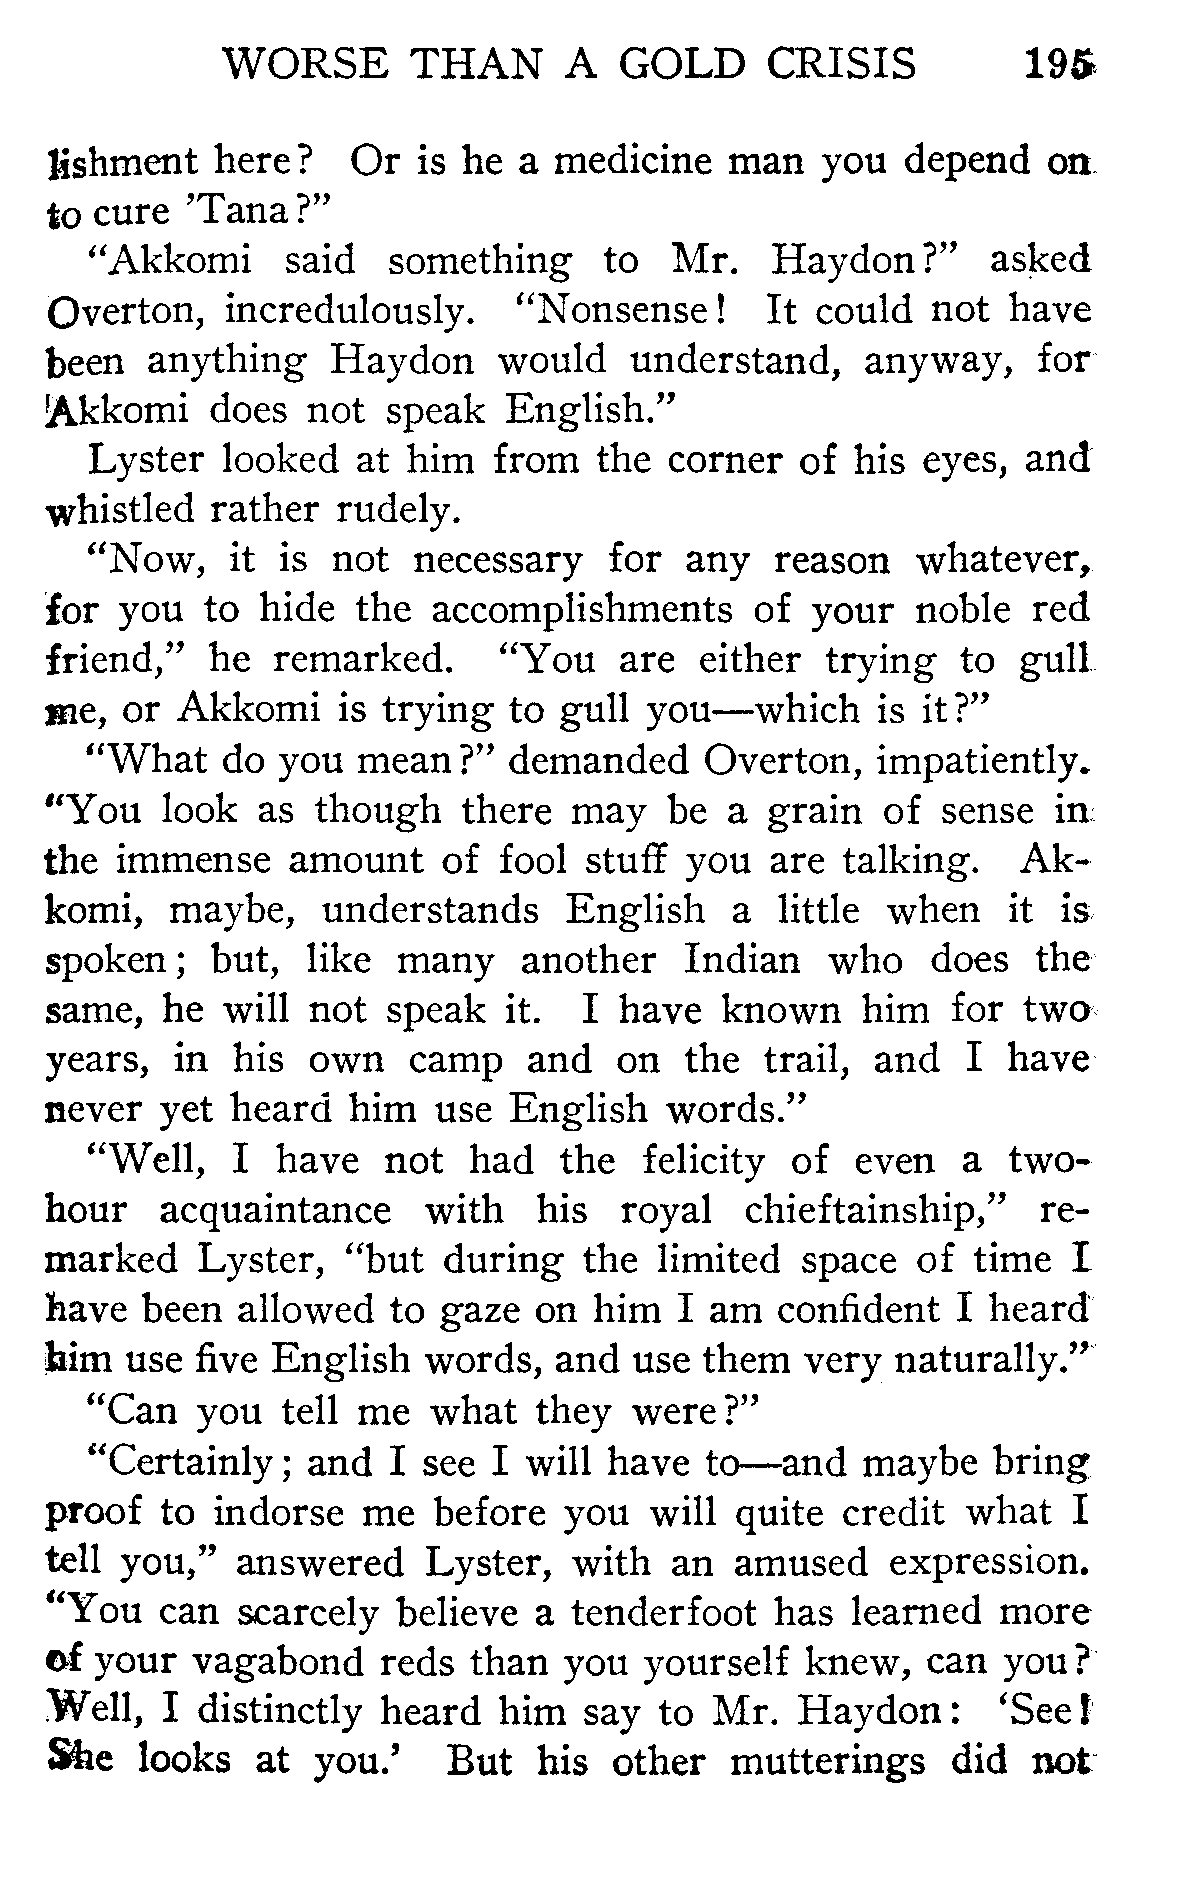 WORSE THAN A GOLD CRISIS 195
lishment here? Or is he a medicine man you depend on
to cure 'Tana?"
"Akkomi said something to Mr. Haydon?" asked
Overton, incredulously. "Nonsense! It could not have
been anything Haydon would understand, anyway, for
Akkomi does not speak English."
Lyster looked at him from the corner of his eyes, and
whistled rather rudely.
"Now, it is not necessary for any reason whatever,
for you to hide the accomplishments of your noble red
friend," he remarked. "You are either trying to gull
me, or Akkomi is trying to gull you—which is it?"
"What do you mean?" demanded Overton, impatiently.
"You look as though there may be a grain of sense in
the immense amount of fool stuff you are talking. Ak-
komi, maybe, understands English a little when it is
spoken; but, like many another Indian who does the
same, he will not speak it. I have known him for two
years, in his own camp and on the trail, and I have
never yet heard him use English words."
"Well, I have not had the felicity of even a two-
hour acquaintance with his royal chieftainship," re-
marked Lyster, "but during the limited space of time I
have been allowed to gaze on him I am confident I heard
him use five English words, and use them very naturally."
"Can you tell me what they were?"
"Certainly; and I see I will have to—and maybe bring
proof to indorse me before you will quite credit what I
tell you," answered Lyster, with an amused expression.
"You can scarcely believe a tenderfoot has learned more
of your vagabond reds than you yourself knew, can you?
Well, I distinctly heard him say to Mr. Haydon: 'See!
She looks at you.' But his other mutterings did not